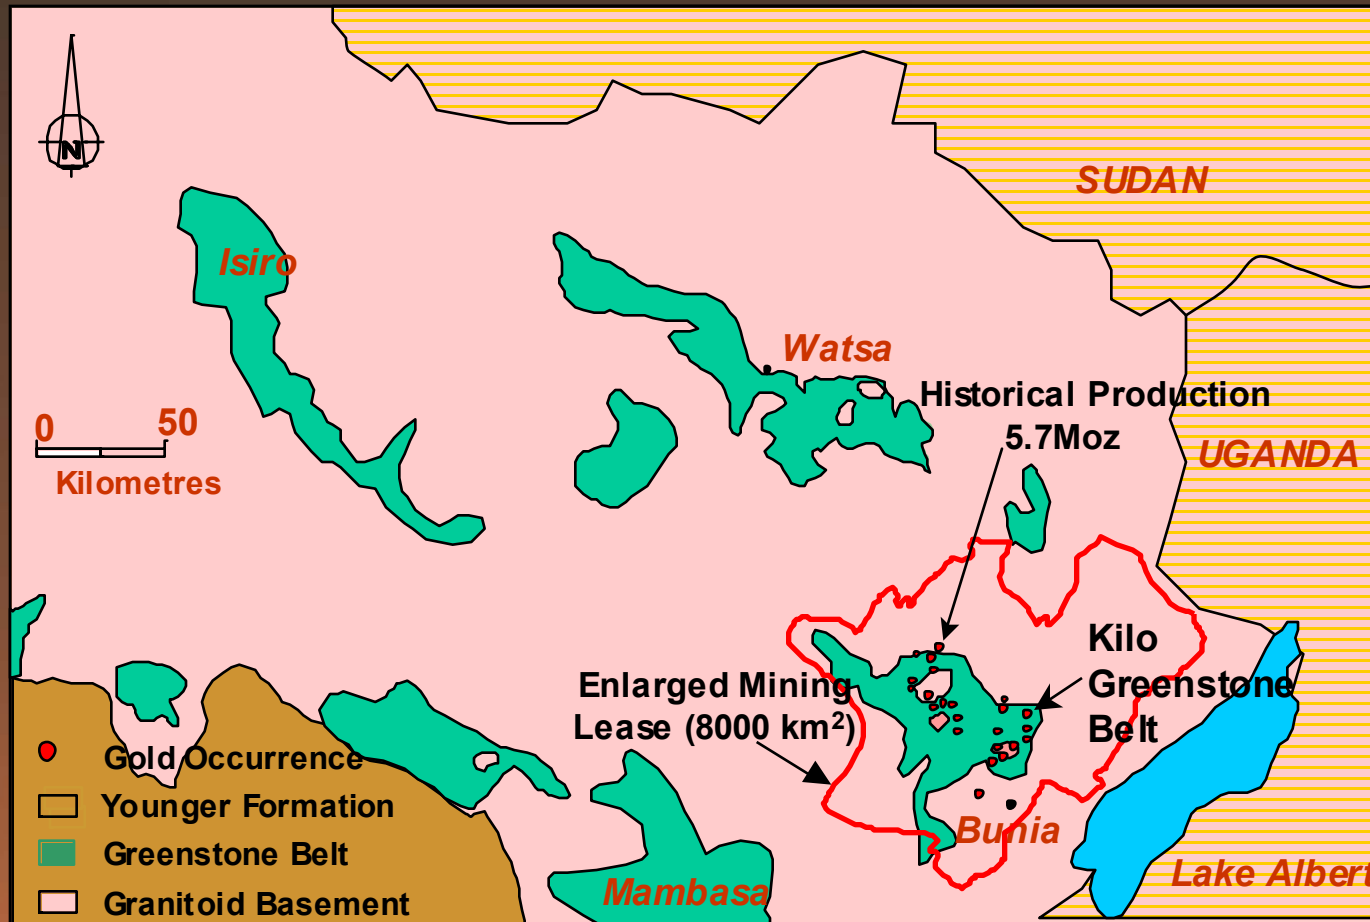 N
SUDAN
Isiro
Watsa
Historical Production
5.7Moz
0 50
Kilometres
UGANDA
Kilo
Greenstone
Belt
Enlarged Mining
Lease (8000 km²)
Gold Occurrence
Younger Formation
Greenstone Belt
Granitoid Basement
Bunia
Mambasa
Lake Albert